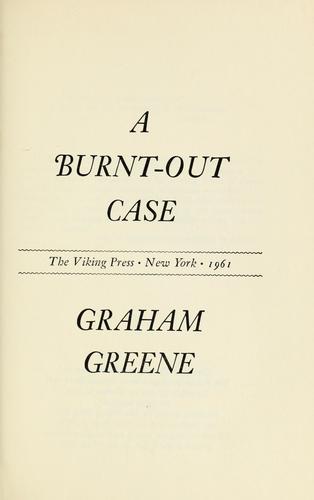 A
BURNT-OUT
CASE
The Viking Press • New York • 1961
GRAHAM
GREENE